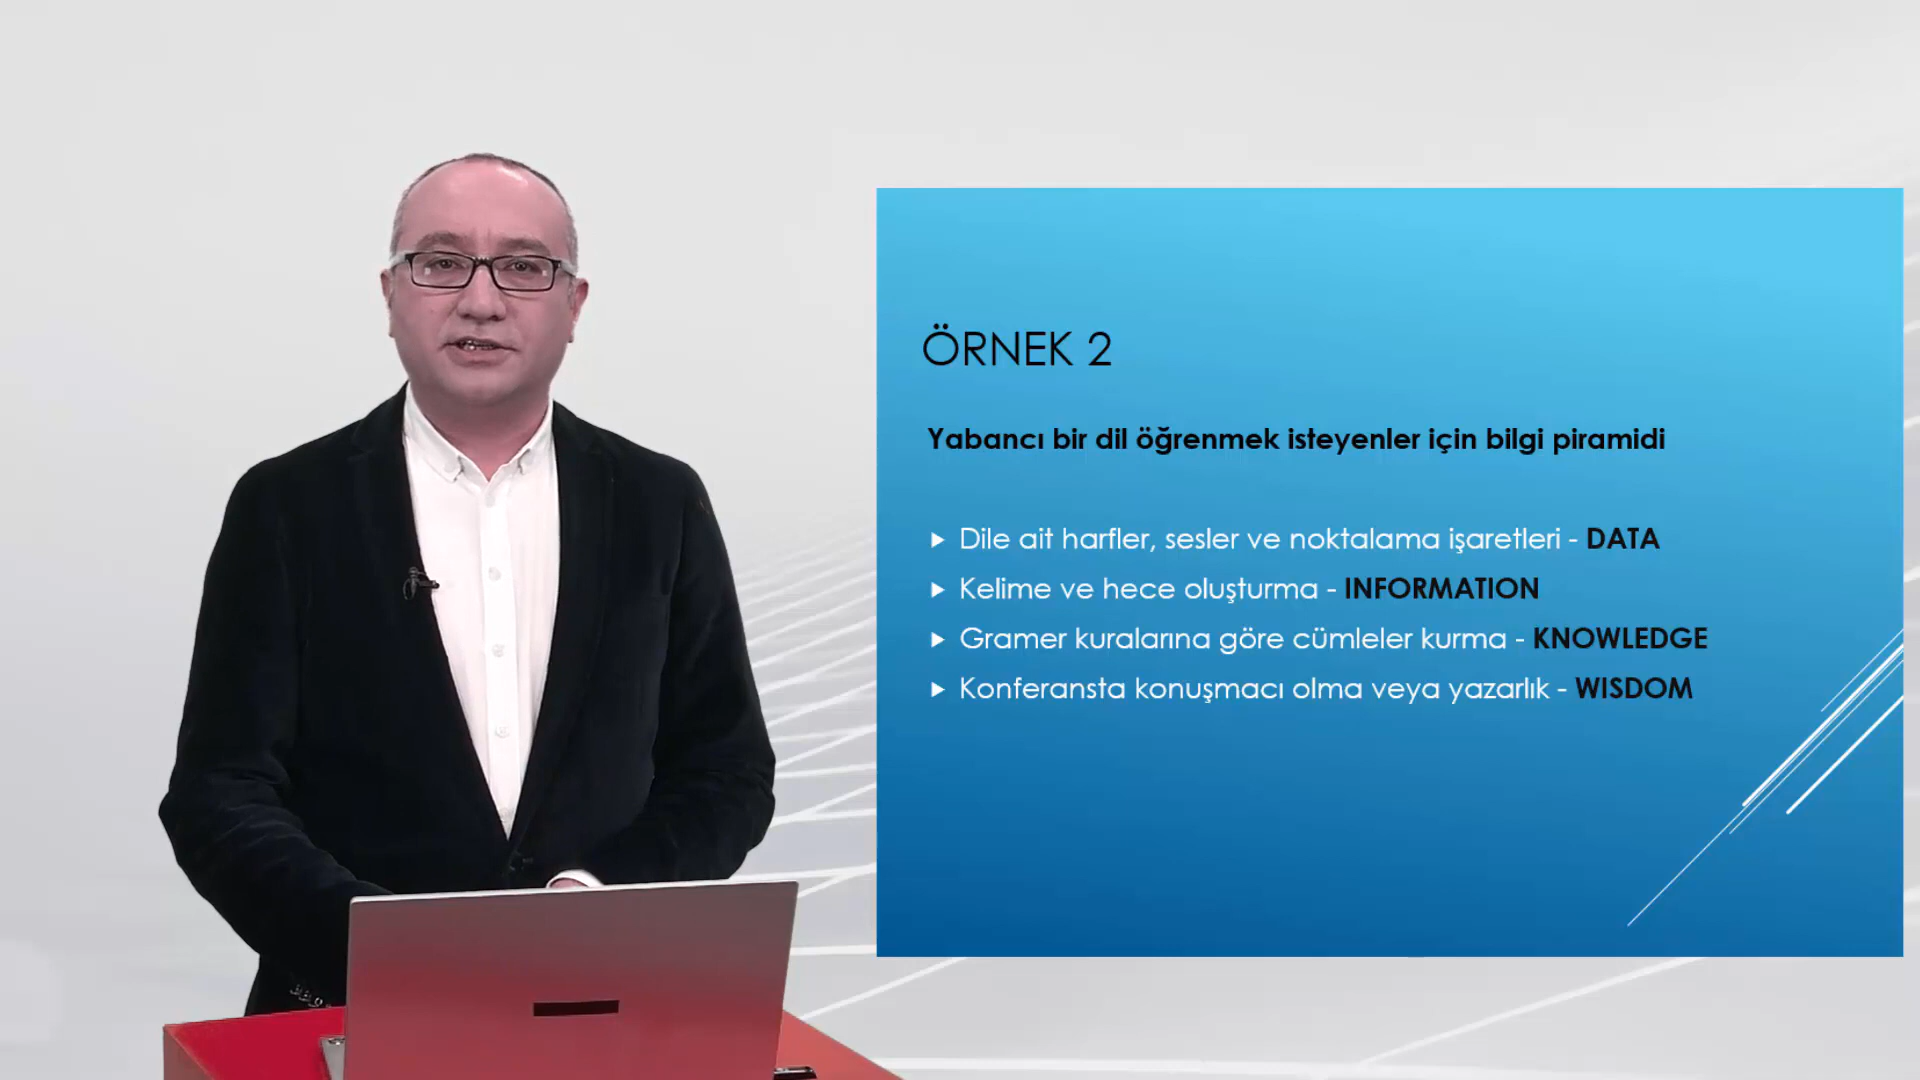 ÖRNEK 2
Yabancı bir dil öğrenmek isteyenler için bilgi piramidi
Dile ait harfler, sesler ve noktalama işaretleri - DATA
Kelime ve hece oluşturma - INFORMATION
Gramer kuralarına göre cümleler kurma - KNOWLEDGE
Konferansta konuşmacı olma veya yazarlık - WISDOM